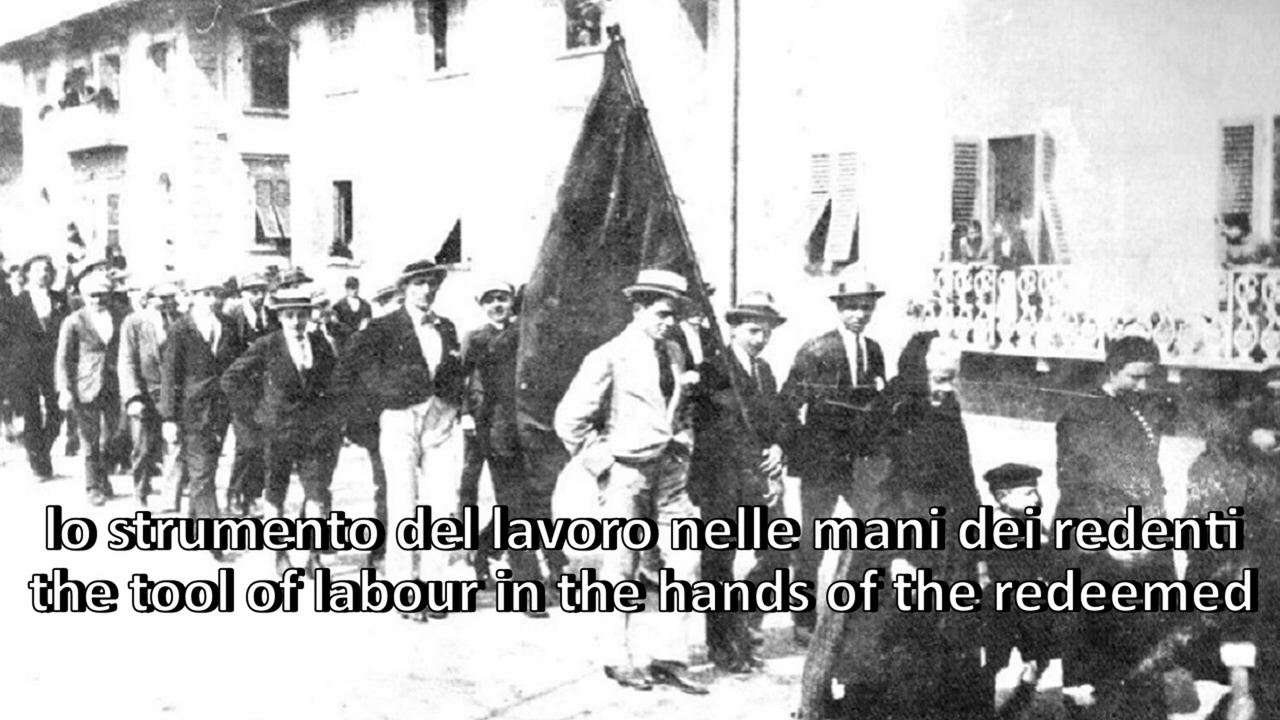 lo strumento del lavoro nelle mani dei redenti
the tool of labour in the hands of the redeemed